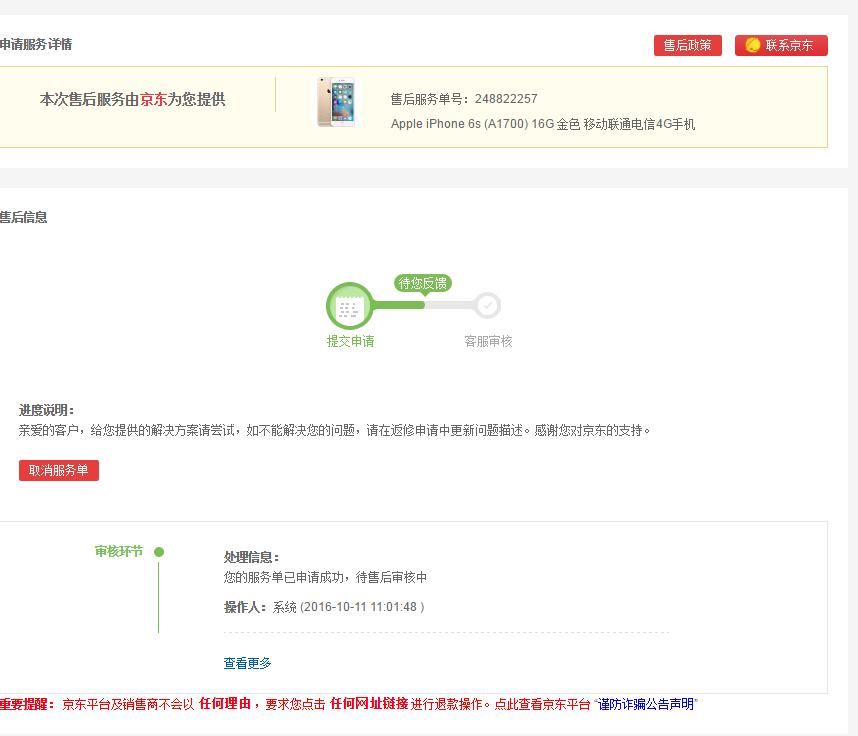 申请服务详情
售后政策 联系京东
本次售后服务由京东为您提供
售后服务单号：248822257
Apple iPhone 6s (A1700) 16G 金色 移动联通电信4G手机
售后信息
待您反馈
提交申请 客服审核
进度说明：
亲爱的客户，给您提供的解决方案请尝试，如不能解决您的问题，请在返修申请中更新问题描述。感谢您对京东的支持。
取消服务单
审核环节
处理信息：
您的服务单已申请成功，待售后审核中
操作人：系统 (2016-10-11 11:01:48 )
查看更多
重要提醒：京东平台及销售商不会以 任何理由 ，要求您点击 任何网址链接 进行退款操作。点此查看京东平台 “谨防诈骗公告声明”